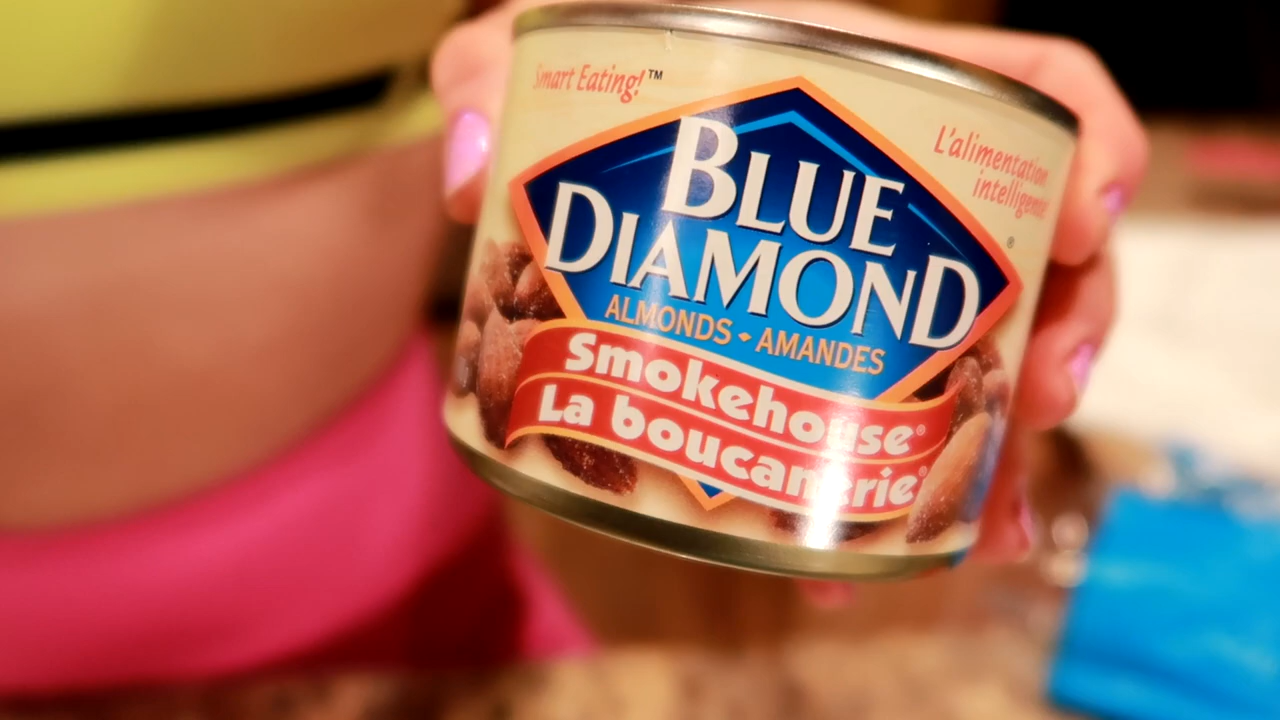 Smart Eating!™
L'alimentation
intelligente
BLUE
DIAMOND®
ALMONDS • AMANDES
Smokehouse®
La boucanerie®